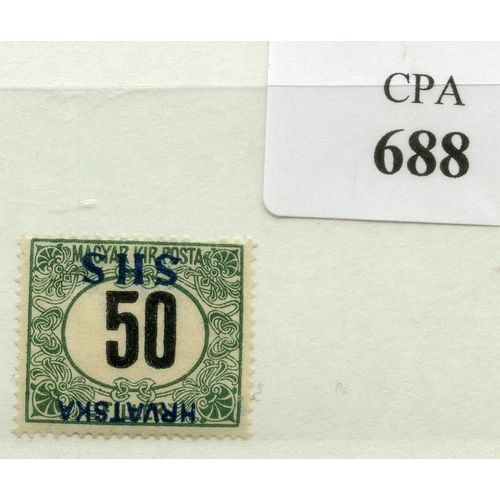 CPA
688
MAGYAR KIR. POSTA
SHS
50
HRVATSKA